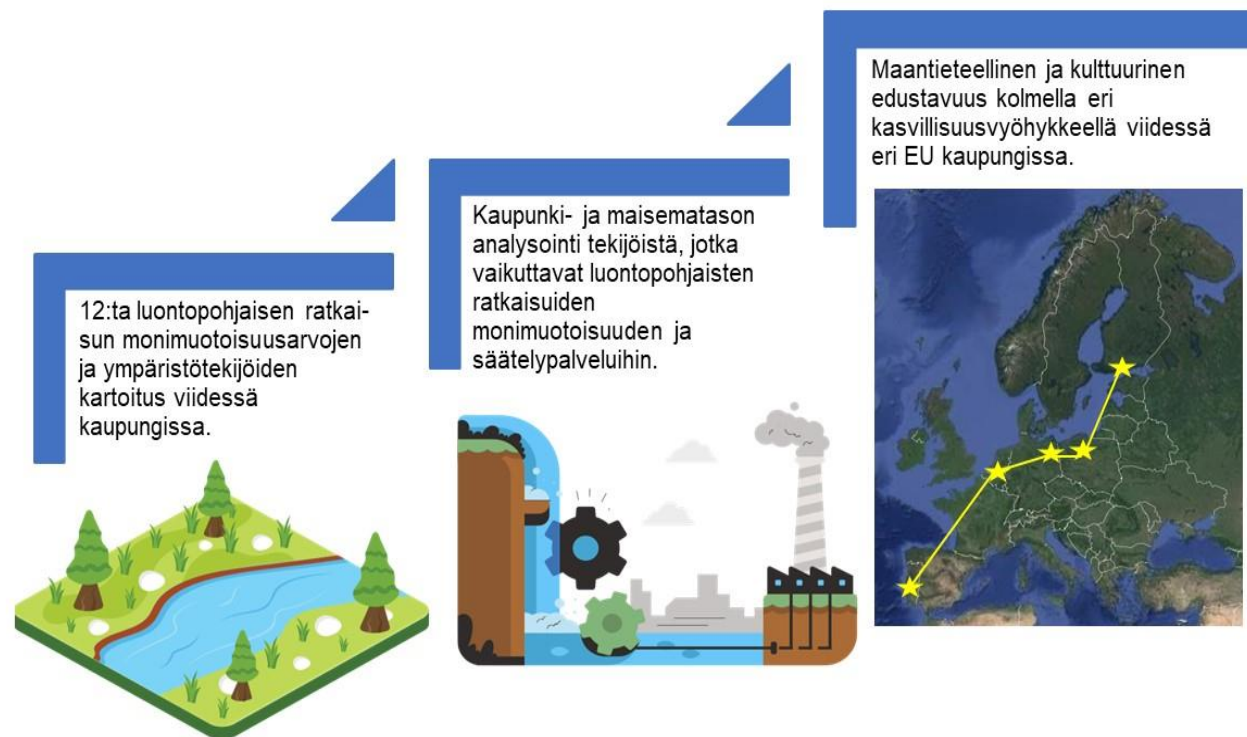 12:ta luontopohjaisen ratkai-
sun monimuotoisuusarvojen
ja ympäristötekijöiden
kartoitus viidessä
kaupungissa.
Kaupunki- ja maisematason
analysointi tekijöistä, jotka
vaikuttavat luontopohjaisten
ratkaisuiden
monimuotoisuuden ja
säätelypalveluihin.
Maantieteellinen ja kulttuurinen
edustavuus kolmella eri
kasvillisuusvyöhykkeellä viidessä
eri EU kaupungissa.